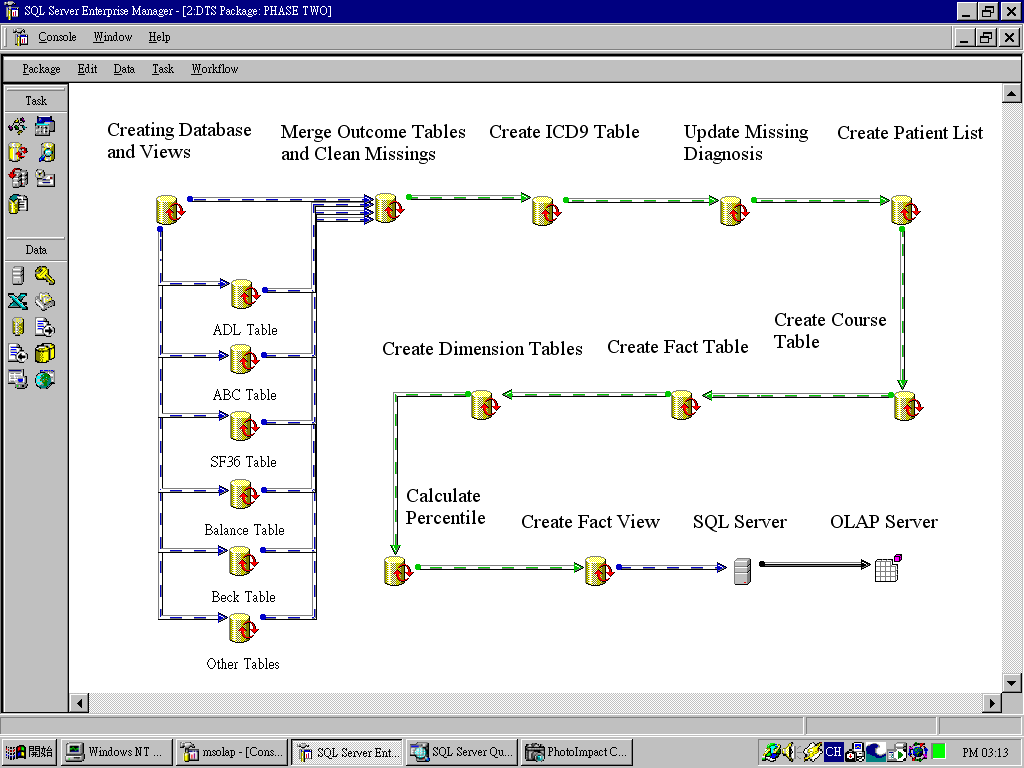 SQL Server Enterprise Manager - [2:DTS Package: PHASE TWO]
Console Window Help
Package Edit Data Task Workflow
Task
Data
Creating Database
and Views
Merge Outcome Tables
and Clean Missings
Create ICD9 Table
Update Missing
Diagnosis
Create Patient List
ADL Table
ABC Table
SF36 Table
Balance Table
Beck Table
Other Tables
Create Dimension Tables
Create Fact Table
Create Course
Table
Calculate
Percentile
Create Fact View
SQL Server
OLAP Server
開始
Windows NT ...
msolap - [Cons...
SQL Server Ent...
SQL Server Qu...
PhotoImpact C...
CH
PM 03:13